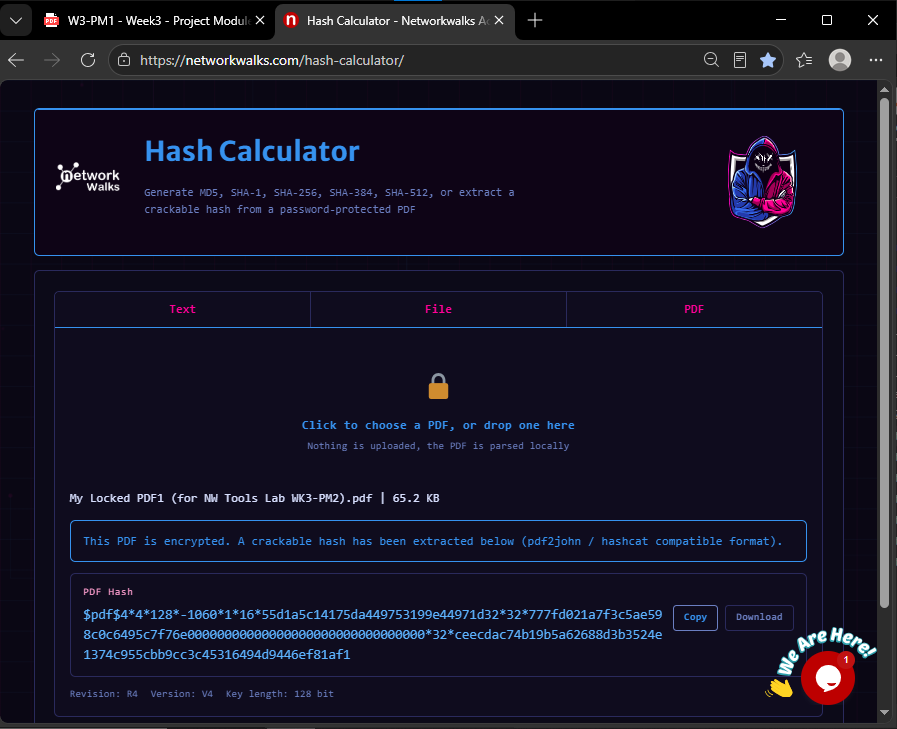 W3-PM1 - Week3 - Project Modul
Hash Calculator - Networkwalks Ac
https://networkwalks.com/hash-calculator/
network
walks
Hash Calculator
Generate MD5, SHA-1, SHA-256, SHA-384, SHA-512, or extract a
crackable hash from a password-protected PDF
Text
File
PDF
Click to choose a PDF, or drop one here
Nothing is uploaded, the PDF is parsed locally
My Locked PDF1 (for NW Tools Lab WK3-PM2).pdf | 65.2 KB
This PDF is encrypted. A crackable hash has been extracted below (pdf2john / hashcat compatible format).
PDF Hash
$pdf$4*4*128*-1060*1*16*55d1a5c14175da449753199e44971d32*32*777fd021a7f3c5ae59
8c0c6495c7f76e00000000000000000000000000000000*32*ceecdac74b19b5a62688d3b3524e
1374c955cbb9cc3c45316494d9446ef81af1
Copy
Download
Revision: R4 Version: V4 Key length: 128 bit
We Are Here!
1